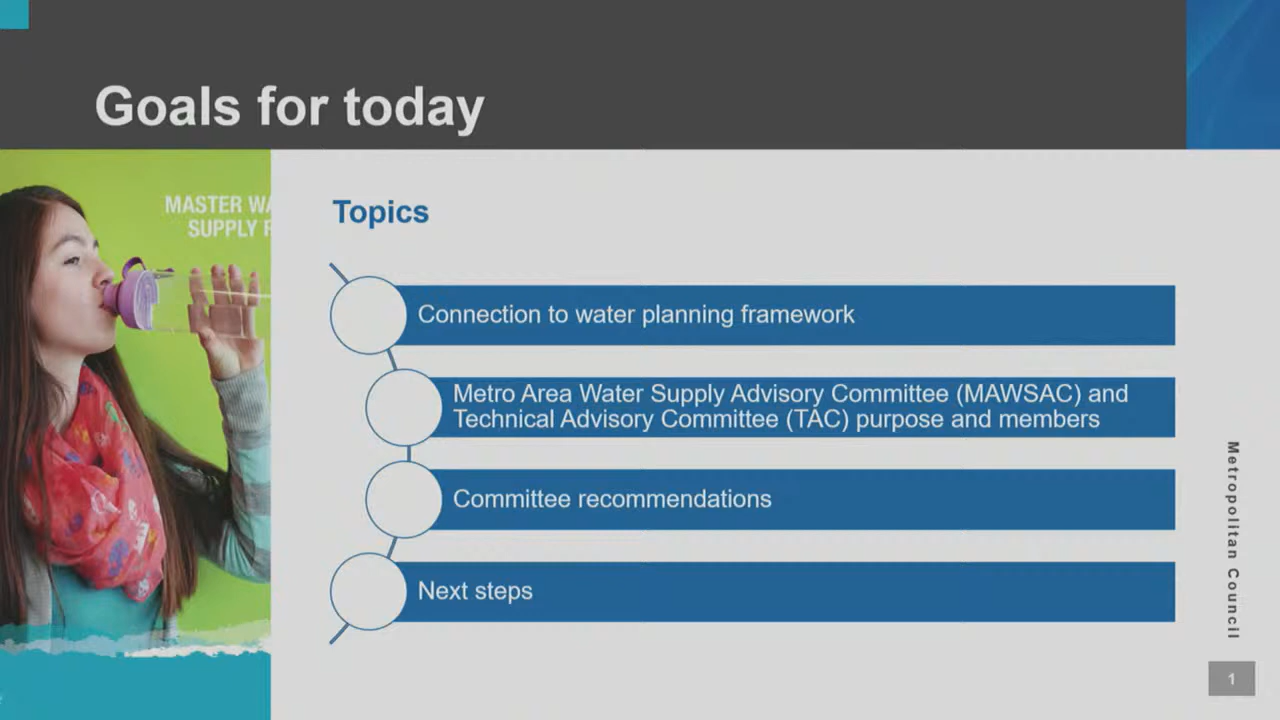 Goals for today
MASTER
SUPPLY
Topics
Connection to water planning framework
Metro Area Water Supply Advisory Committee (MAWSAC) and
Technical Advisory Committee (TAC) purpose and members
Committee recommendations
Next steps
Metropolitan Council
1